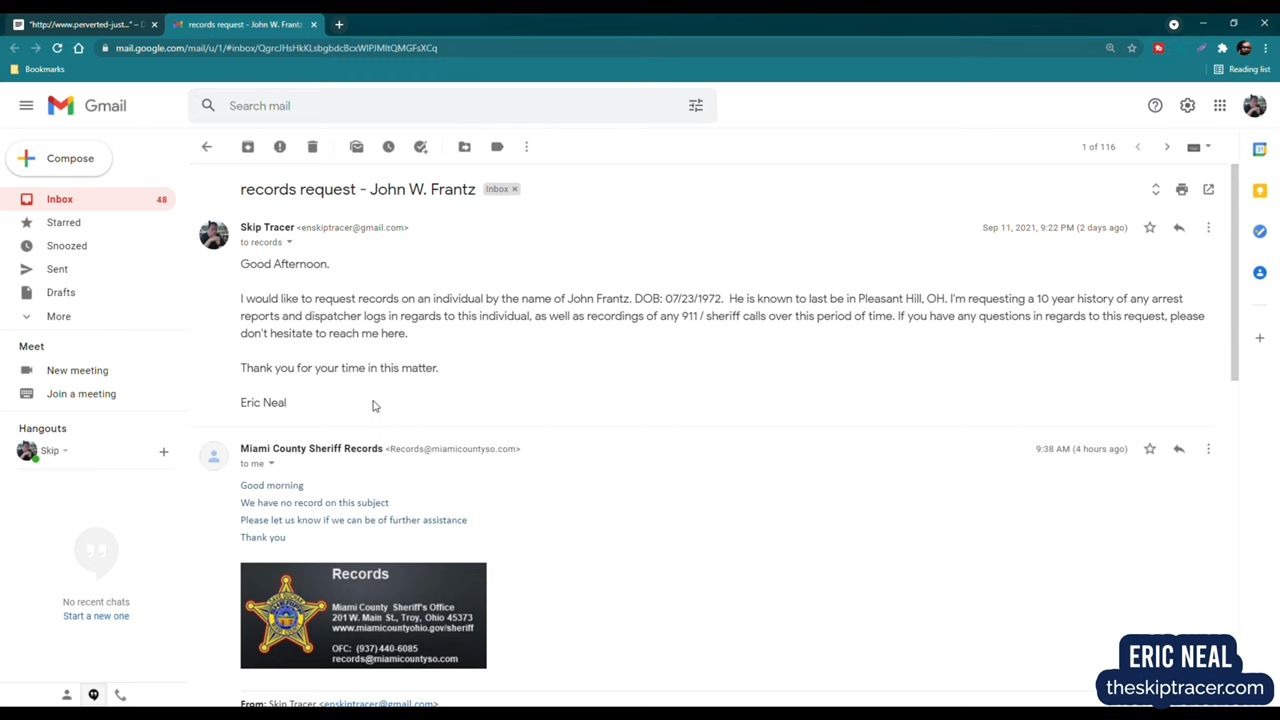 "http://www.perverted-just..." – D
records request - John W. Frantz
mail.google.com/mail/u/1/#inbox/QgrcJHsHkKLsbgbdcBcxWlPJMltQMGFsXCq
Bookmarks
Reading list
Gmail
Search mail
Compose
1 of 116
Inbox 48
Starred
Snoozed
Sent
Drafts
More
Meet
New meeting
Join a meeting
Hangouts
Skip
No recent chats
Start a new one
records request - John W. Frantz Inbox
Skip Tracer <enskiptracer@gmail.com>
Sep 11, 2021, 9:22 PM (2 days ago)
to records
Good Afternoon.
I would like to request records on an individual by the name of John Frantz. DOB: 07/23/1972. He is known to last be in Pleasant Hill, OH. I'm requesting a 10 year history of any arrest
reports and dispatcher logs in regards to this individual, as well as recordings of any 911 / sheriff calls over this period of time. If you have any questions in regards to this request, please
don't hesitate to reach me here.
Thank you for your time in this matter.
Eric Neal
Miami County Sheriff Records <Records@miamicountyso.com>
9:38 AM (4 hours ago)
to me
Good morning
We have no record on this subject
Please let us know if we can be of further assistance
Thank you
Records
Miami County Sheriff's Office
201 W. Main St., Troy, Ohio 45373
www.miamicountyohio.gov/sheriff
OFC: (937) 440-6085
records@miamicountyso.com
From: Skip Tracer <enskiptracer@gmail.com>
ERIC NEAL
theskiptracer.com